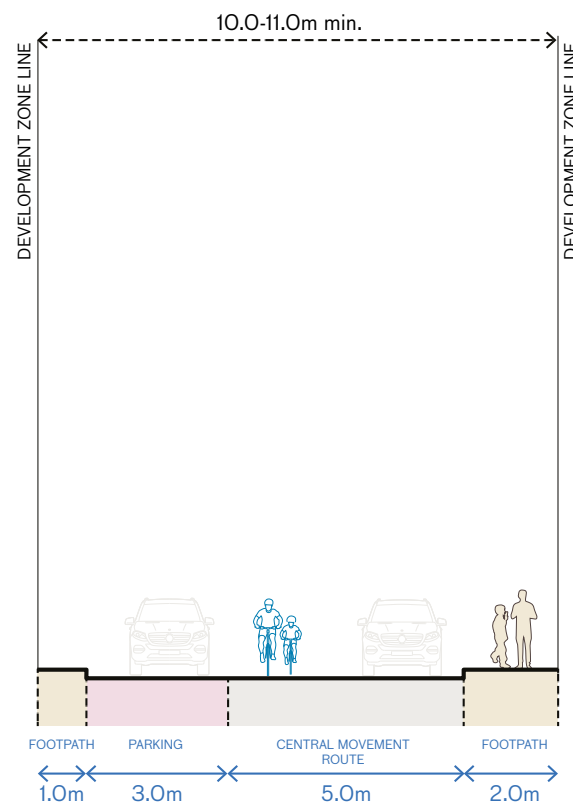 10.0-11.0m min.
DEVELOPMENT ZONE LINE
DEVELOPMENT ZONE LINE
FOOTPATH
PARKING
CENTRAL MOVEMENT
ROUTE
FOOTPATH
1.0m
3.0m
5.0m
2.0m